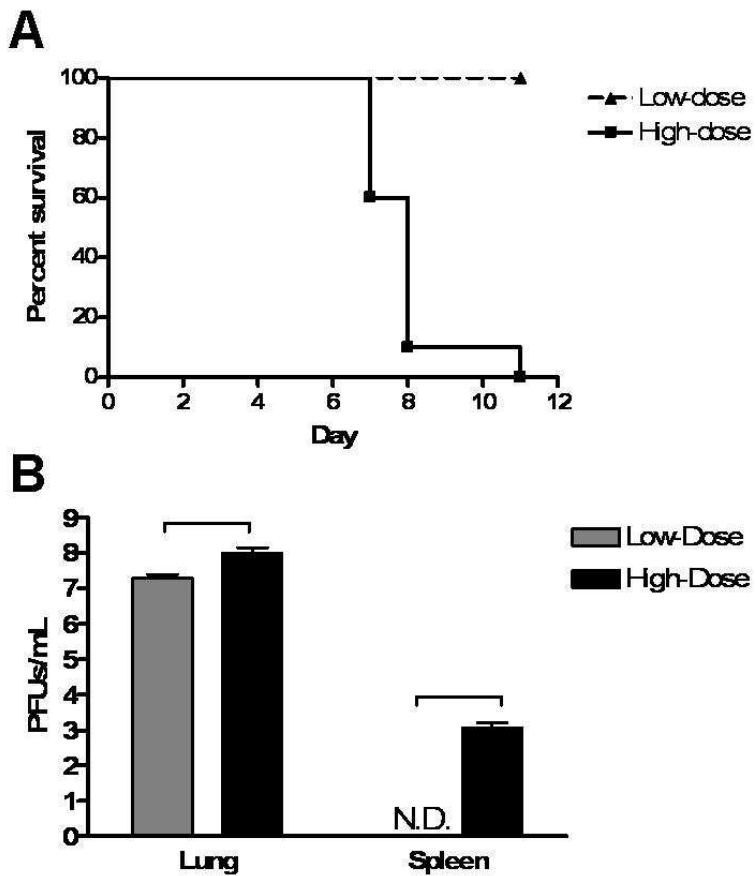 A
100
80
60
40
20
0
Percent survival
0 2 4 6 8 10 12
Day
Low-dose
High-dose
B
9
8
7
6
5
4
3
2
1
0
PFUs/mL
N.D.
Lung Spleen
Low-Dose
High-Dose